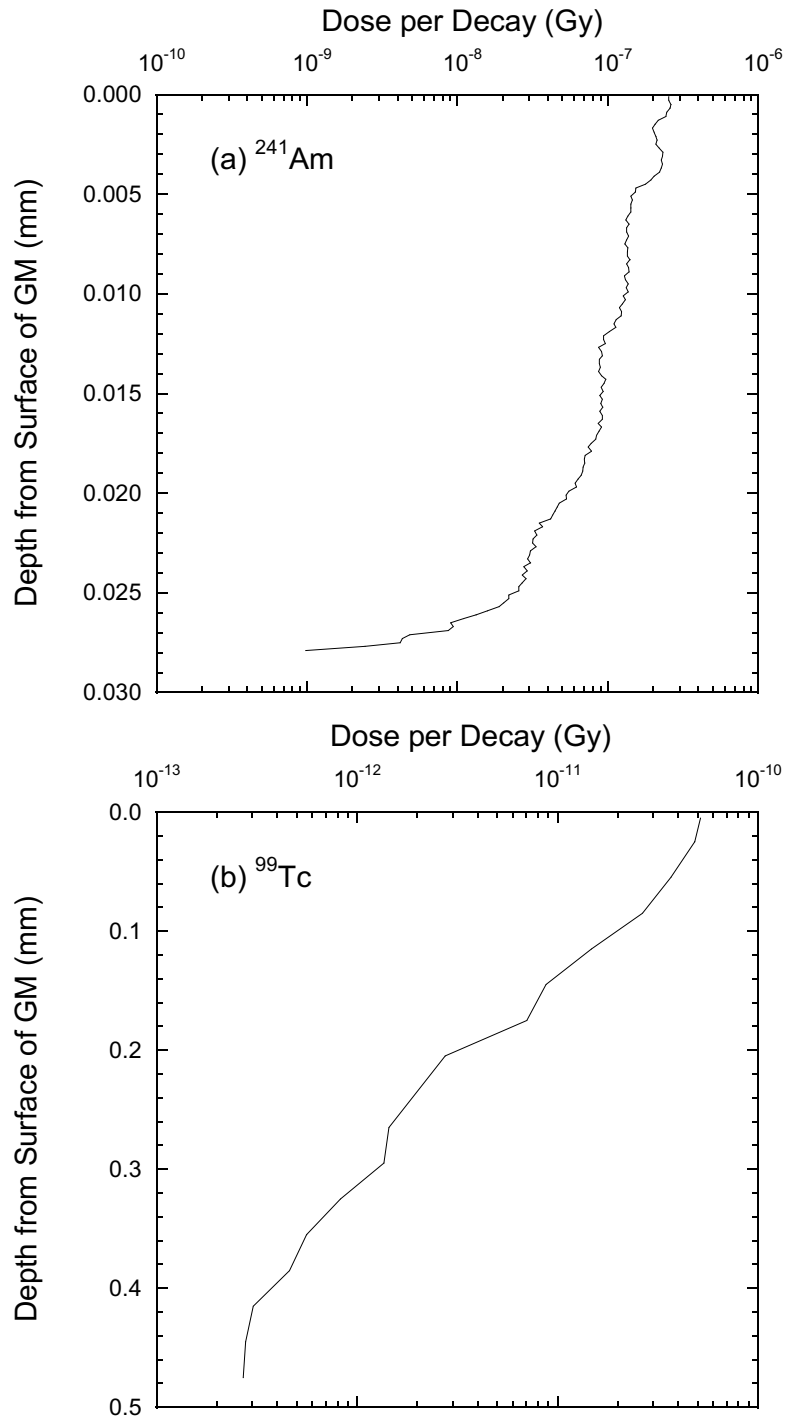 Dose per Decay (Gy)
10⁻¹⁰ 10⁻⁹ 10⁻⁸ 10⁻⁷ 10⁻⁶
0.000
(a) ²⁴¹Am
0.005
0.010
0.015
0.020
0.025
0.030
Depth from Surface of GM (mm)
Dose per Decay (Gy)
10⁻¹³ 10⁻¹² 10⁻¹¹ 10⁻¹⁰
0.0
(b) ⁹⁹Tc
0.1
0.2
0.3
0.4
0.5
Depth from Surface of GM (mm)